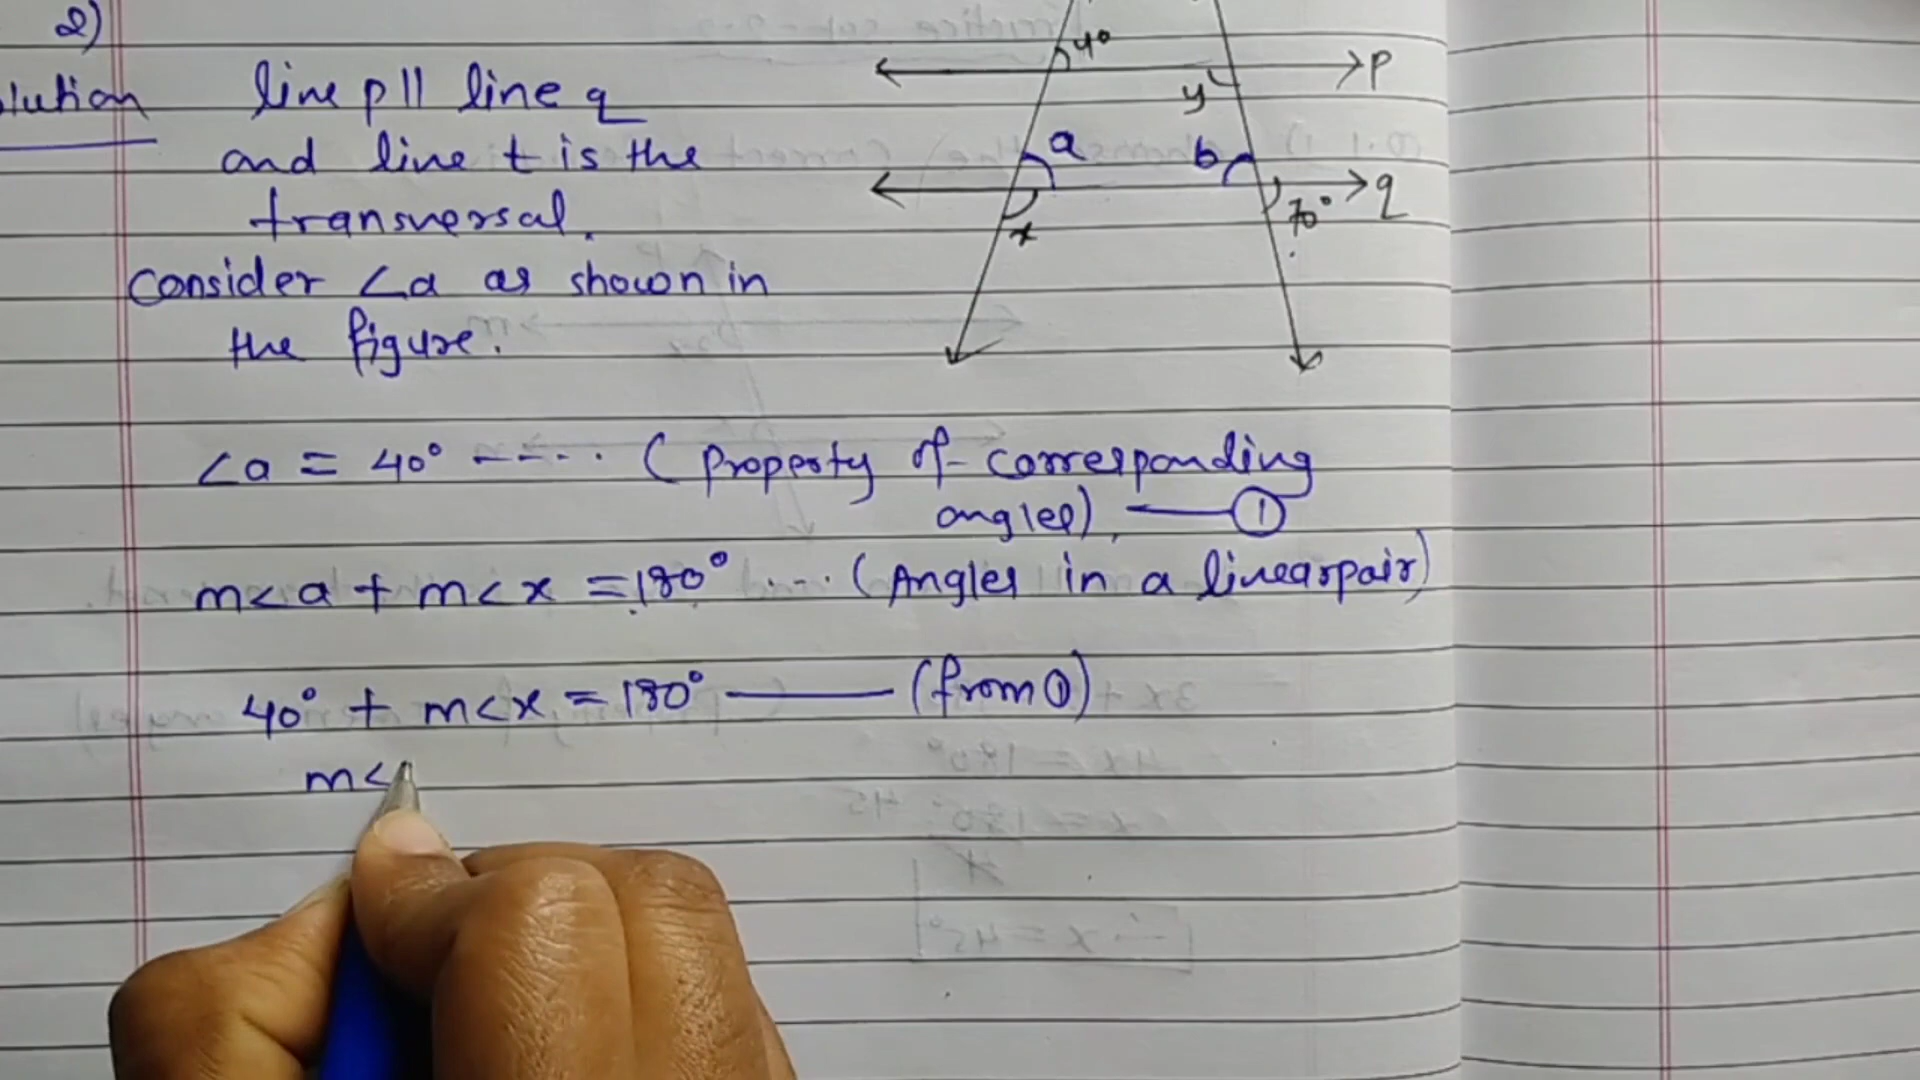 2)
lution line p || line q
and line t is the
transversal.
Consider ∠a as shown in
the figure.
40
P
y
a
b
q
x
70°
∠a = 40° ----- (Property of corresponding
angles) —— ①
m∠a + m∠x = 180° ... (Angles in a linear pair)
40° + m∠x = 180° ——— (from ①)
m∠